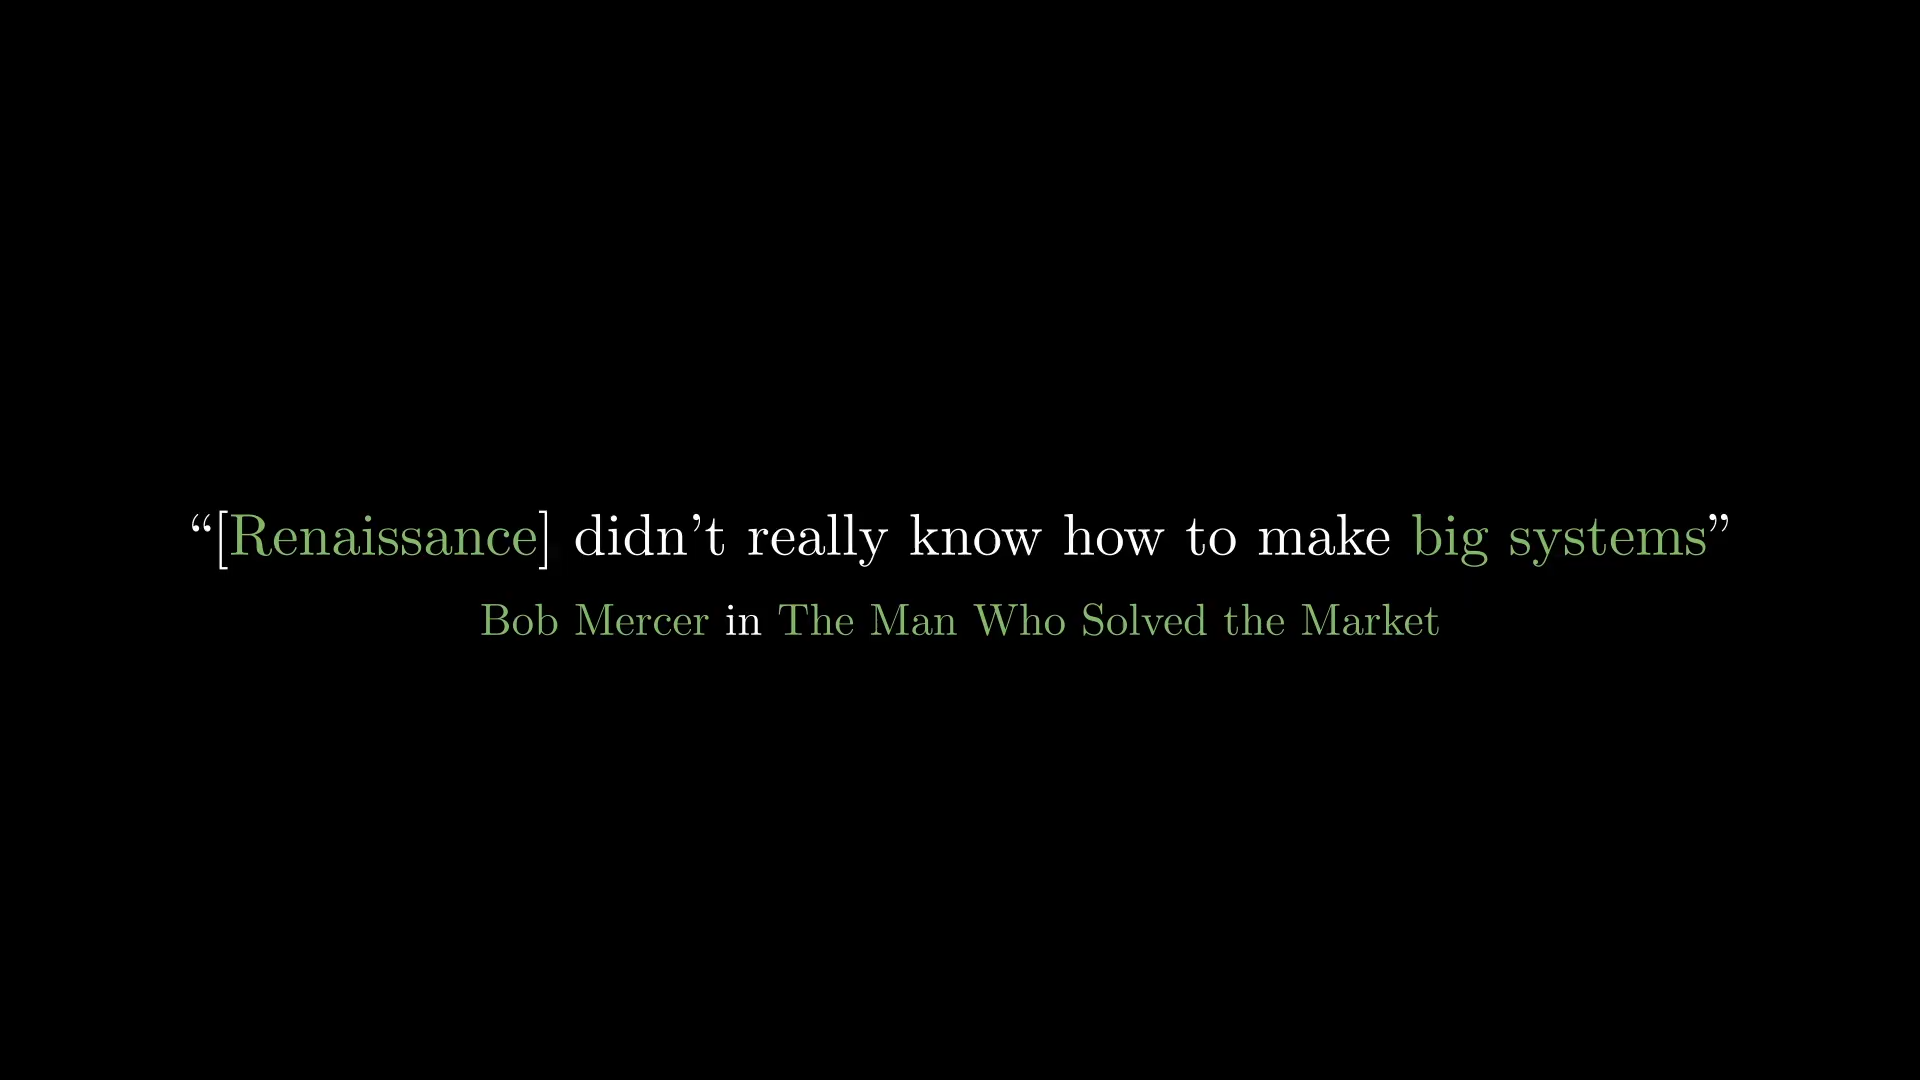 “[Renaissance] didn’t really know how to make big systems”
Bob Mercer in The Man Who Solved the Market